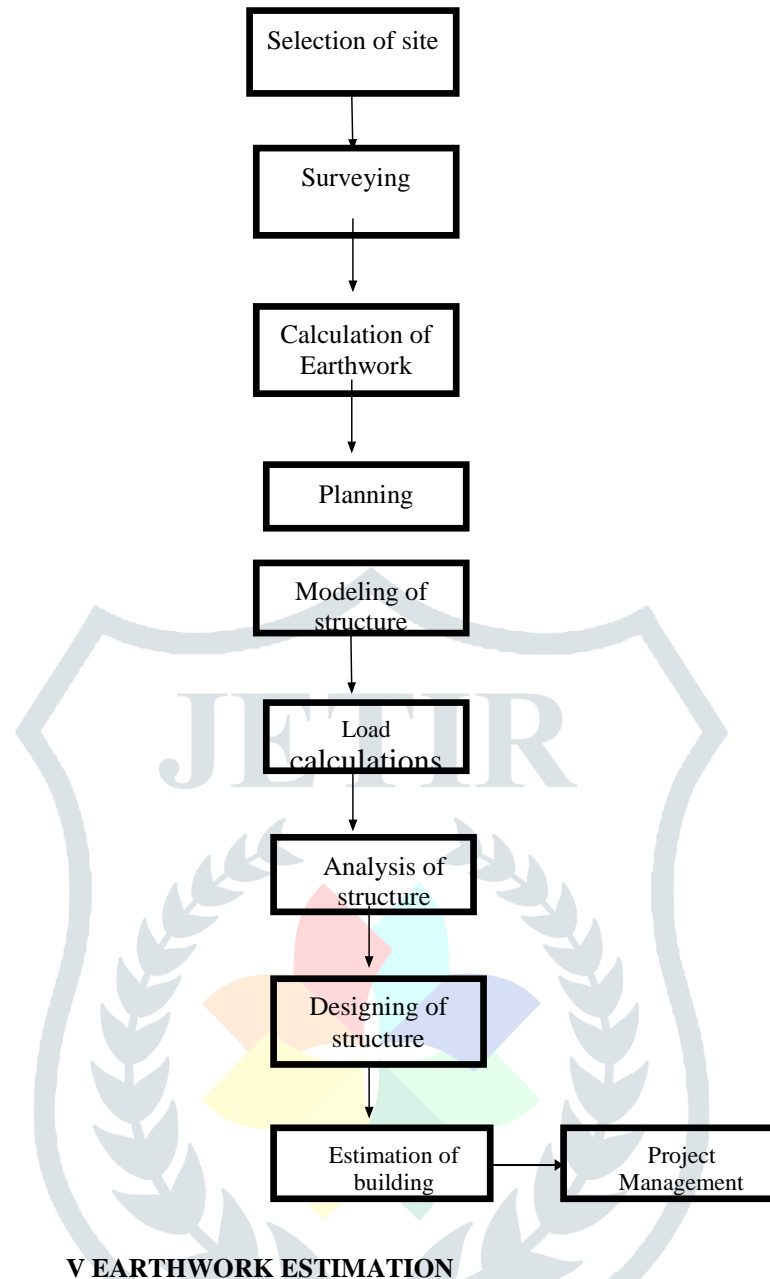 Selection of site
Surveying
Calculation of
Earthwork
Planning
Modeling of
structure
JETIR
Load
calculations
Analysis of
structure
Designing of
structure
Estimation of
building
Project
Management
V EARTHWORK ESTIMATION